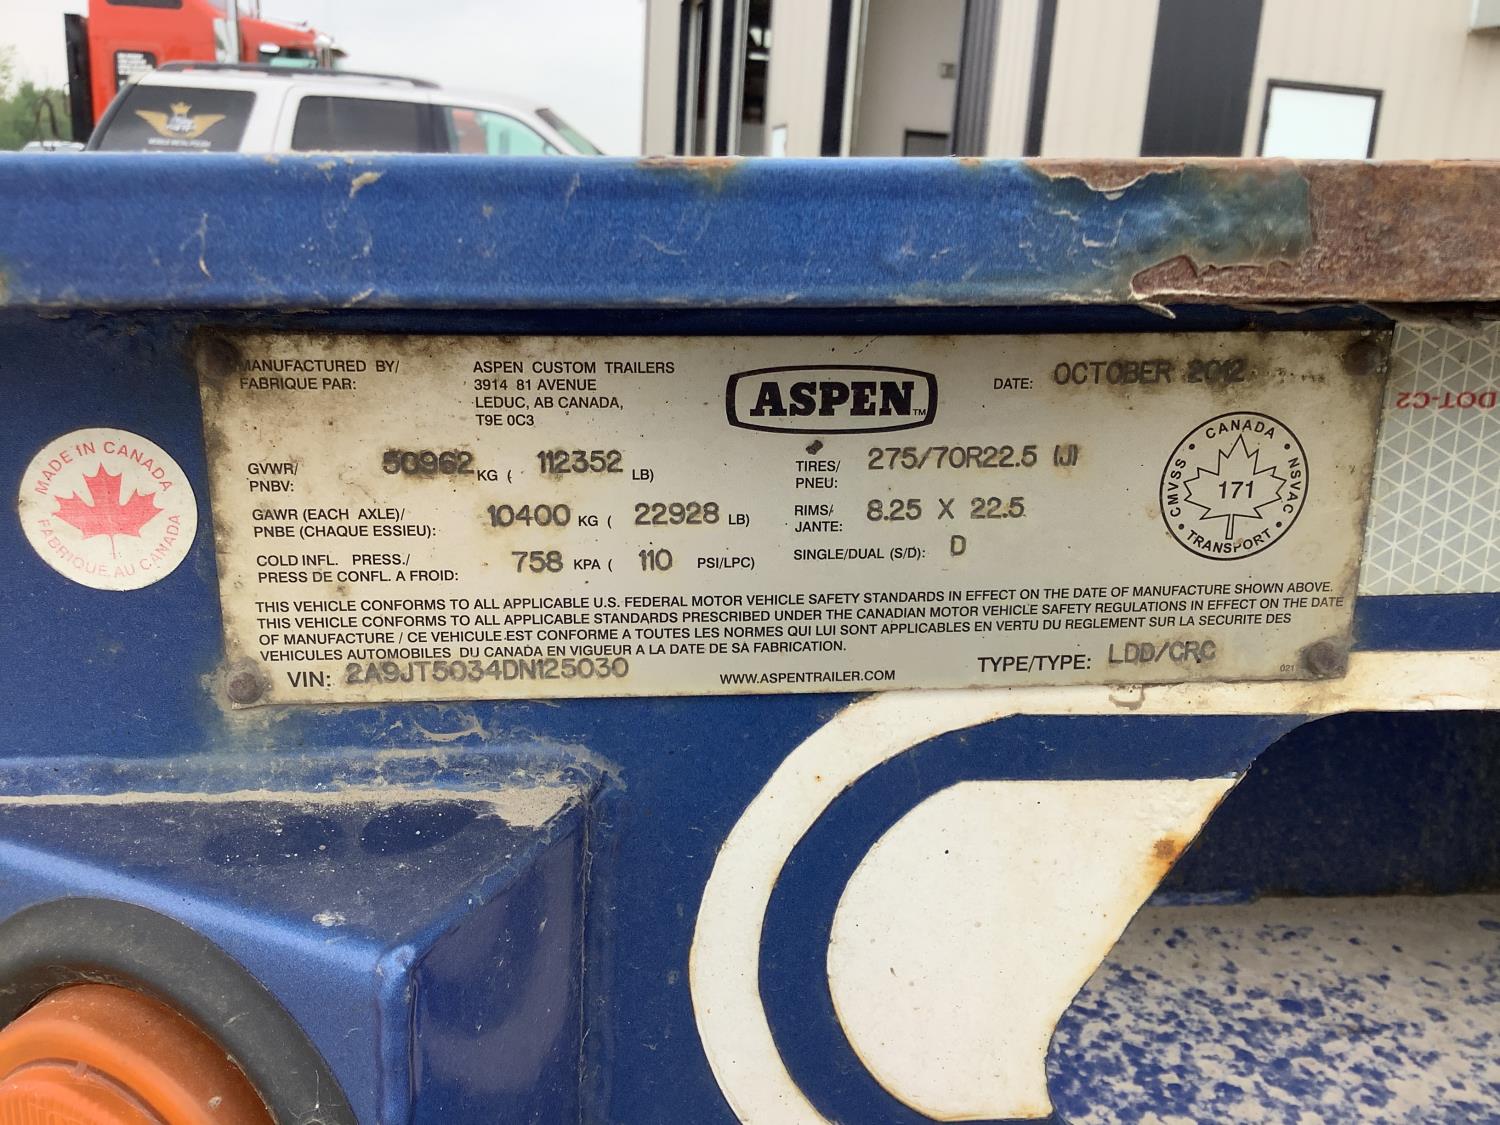 MANUFACTURED BY/
FABRIQUE PAR:
ASPEN CUSTOM TRAILERS
3914 81 AVENUE
LEDUC, AB CANADA,
T9E 0C3
ASPEN™
DATE: OCTOBER 2012
GVWR/
PNBV:
50962 KG ( 112352 LB)
TIRES/
PNEU:
275/70R22.5 (J)
GAWR (EACH AXLE)/
PNBE (CHAQUE ESSIEU):
10400 KG ( 22928 LB)
RIMS/
JANTE:
8.25 X 22.5
COLD INFL. PRESS./
PRESS DE CONFL. A FROID:
758 KPA ( 110 PSI/LPC)
SINGLE/DUAL (S/D): D
CANADA
CMVSS · NSVAC
171
TRANSPORT
THIS VEHICLE CONFORMS TO ALL APPLICABLE U.S. FEDERAL MOTOR VEHICLE SAFETY STANDARDS IN EFFECT ON THE DATE OF MANUFACTURE SHOWN ABOVE.
THIS VEHICLE CONFORMS TO ALL APPLICABLE STANDARDS PRESCRIBED UNDER THE CANADIAN MOTOR VEHICLE SAFETY REGULATIONS IN EFFECT ON THE DATE
OF MANUFACTURE / CE VEHICULE EST CONFORME A TOUTES LES NORMES QUI LUI SONT APPLICABLES EN VERTU DU REGLEMENT SUR LA SECURITE DES
VEHICULES AUTOMOBILES DU CANADA EN VIGUEUR A LA DATE DE SA FABRICATION.
VIN: 2A9JT5034DN125030
WWW.ASPENTRAILER.COM
TYPE/TYPE: LDD/CRC
021
MADE IN CANADA
FABRIQUE AU CANADA
DOT-C2